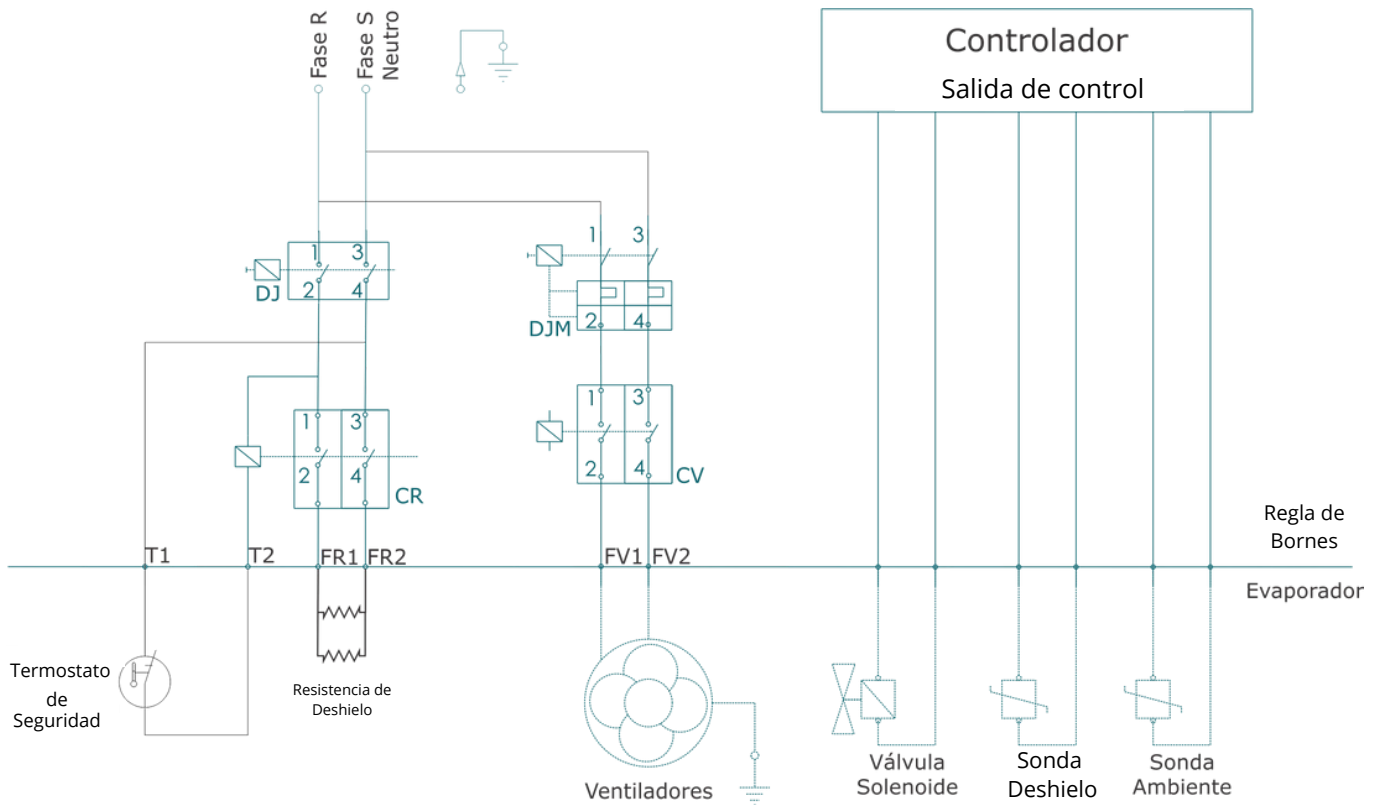 Fase R
Fase S
Neutro
Controlador
Salida de control
1
3
2
4
DJ
1
3
DJM
2
4
1
3
2
4
CR
1
3
2
4
CV
T1
T2
FR1
FR2
FV1
FV2
Regla de
Bornes
Evaporador
Termostato
de
Seguridad
Resistencia de
Deshielo
Ventiladores
Válvula
Solenoide
Sonda
Deshielo
Sonda
Ambiente